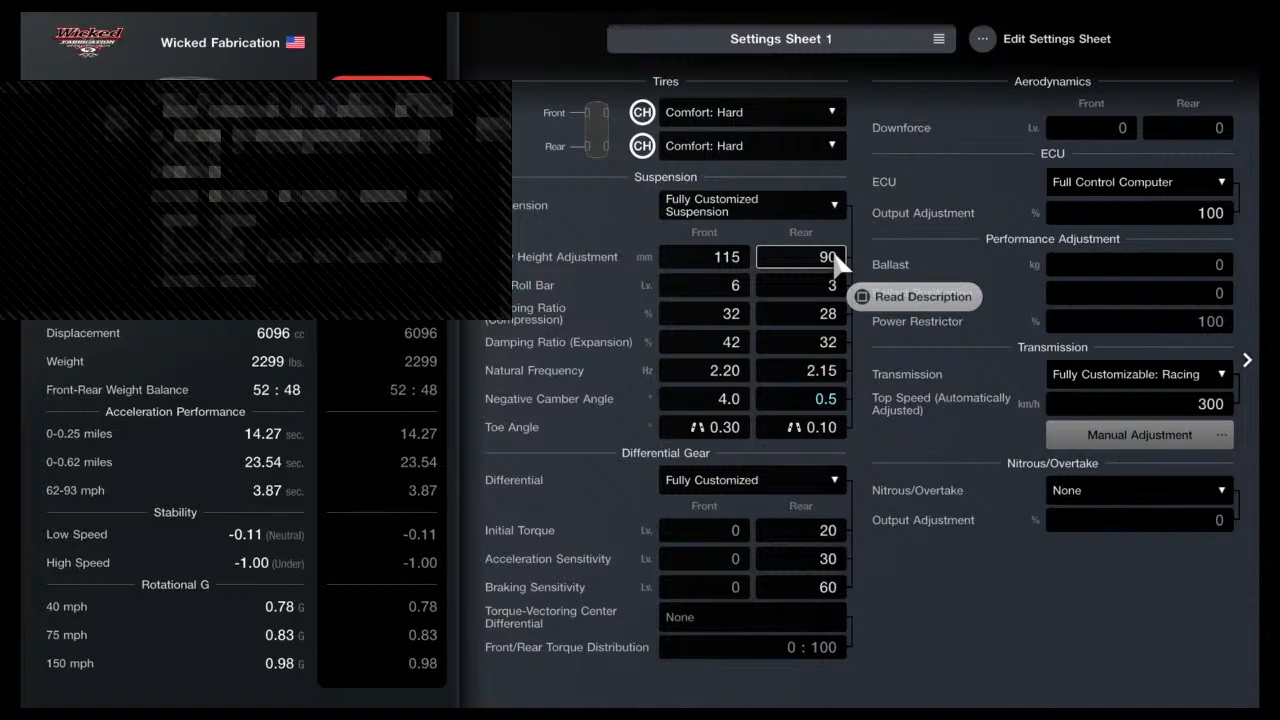 Wicked
FABRICATION
Wicked Fabrication
Settings Sheet 1
Edit Settings Sheet
Displacement 6096 cc 6096
Weight 2299 lbs. 2299
Front-Rear Weight Balance 52 : 48 52 : 48
Acceleration Performance
0-0.25 miles 14.27 sec. 14.27
0-0.62 miles 23.54 sec. 23.54
62-93 mph 3.87 sec. 3.87
Stability
Low Speed -0.11 (Neutral) -0.11
High Speed -1.00 (Under) -1.00
Rotational G
40 mph 0.78 G 0.78
75 mph 0.83 G 0.83
150 mph 0.98 G 0.98
Tires
Front CH Comfort: Hard
Rear CH Comfort: Hard
Suspension
ension Fully Customized
Suspension
Front Rear
Height Adjustment mm 115 90
Roll Bar Lv. 6 3
ping Ratio
(Compression) % 32 28
Damping Ratio (Expansion) % 42 32
Natural Frequency Hz 2.20 2.15
Negative Camber Angle ° 4.0 0.5
Toe Angle ° 0.30 0.10
Differential Gear
Differential Fully Customized
Front Rear
Initial Torque Lv. 0 20
Acceleration Sensitivity Lv. 0 30
Braking Sensitivity Lv. 0 60
Torque-Vectoring Center
Differential None
Front/Rear Torque Distribution 0 : 100
Aerodynamics
Front Rear
Downforce Lv. 0 0
ECU
ECU Full Control Computer
Output Adjustment % 100
Performance Adjustment
Ballast kg 0
Read Description 0
Power Restrictor % 100
Transmission
Transmission Fully Customizable: Racing
Top Speed (Automatically
Adjusted) km/h 300
Manual Adjustment
Nitrous/Overtake
Nitrous/Overtake None
Output Adjustment % 0